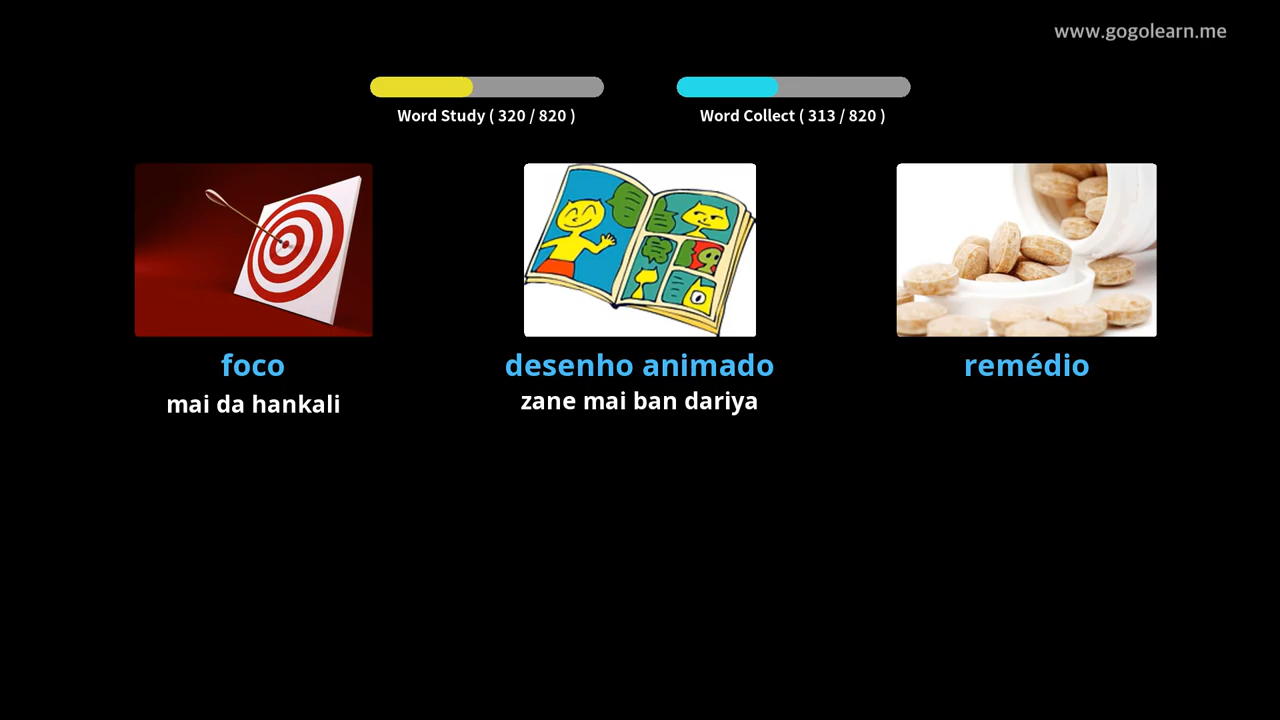 www.gogolearn.me
Word Study ( 320 / 820 )
Word Collect ( 313 / 820 )
foco
desenho animado
remédio
mai da hankali
zane mai ban dariya